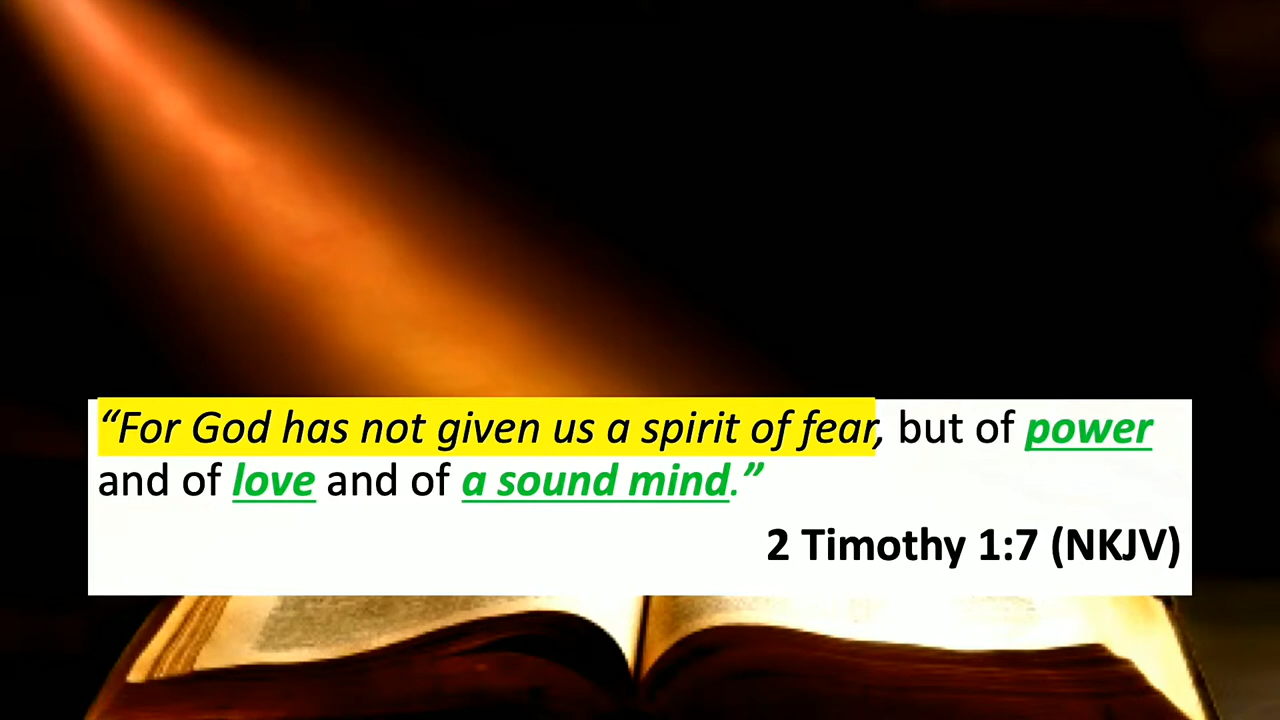 “For God has not given us a spirit of fear, but of power
and of love and of a sound mind.”
2 Timothy 1:7 (NKJV)